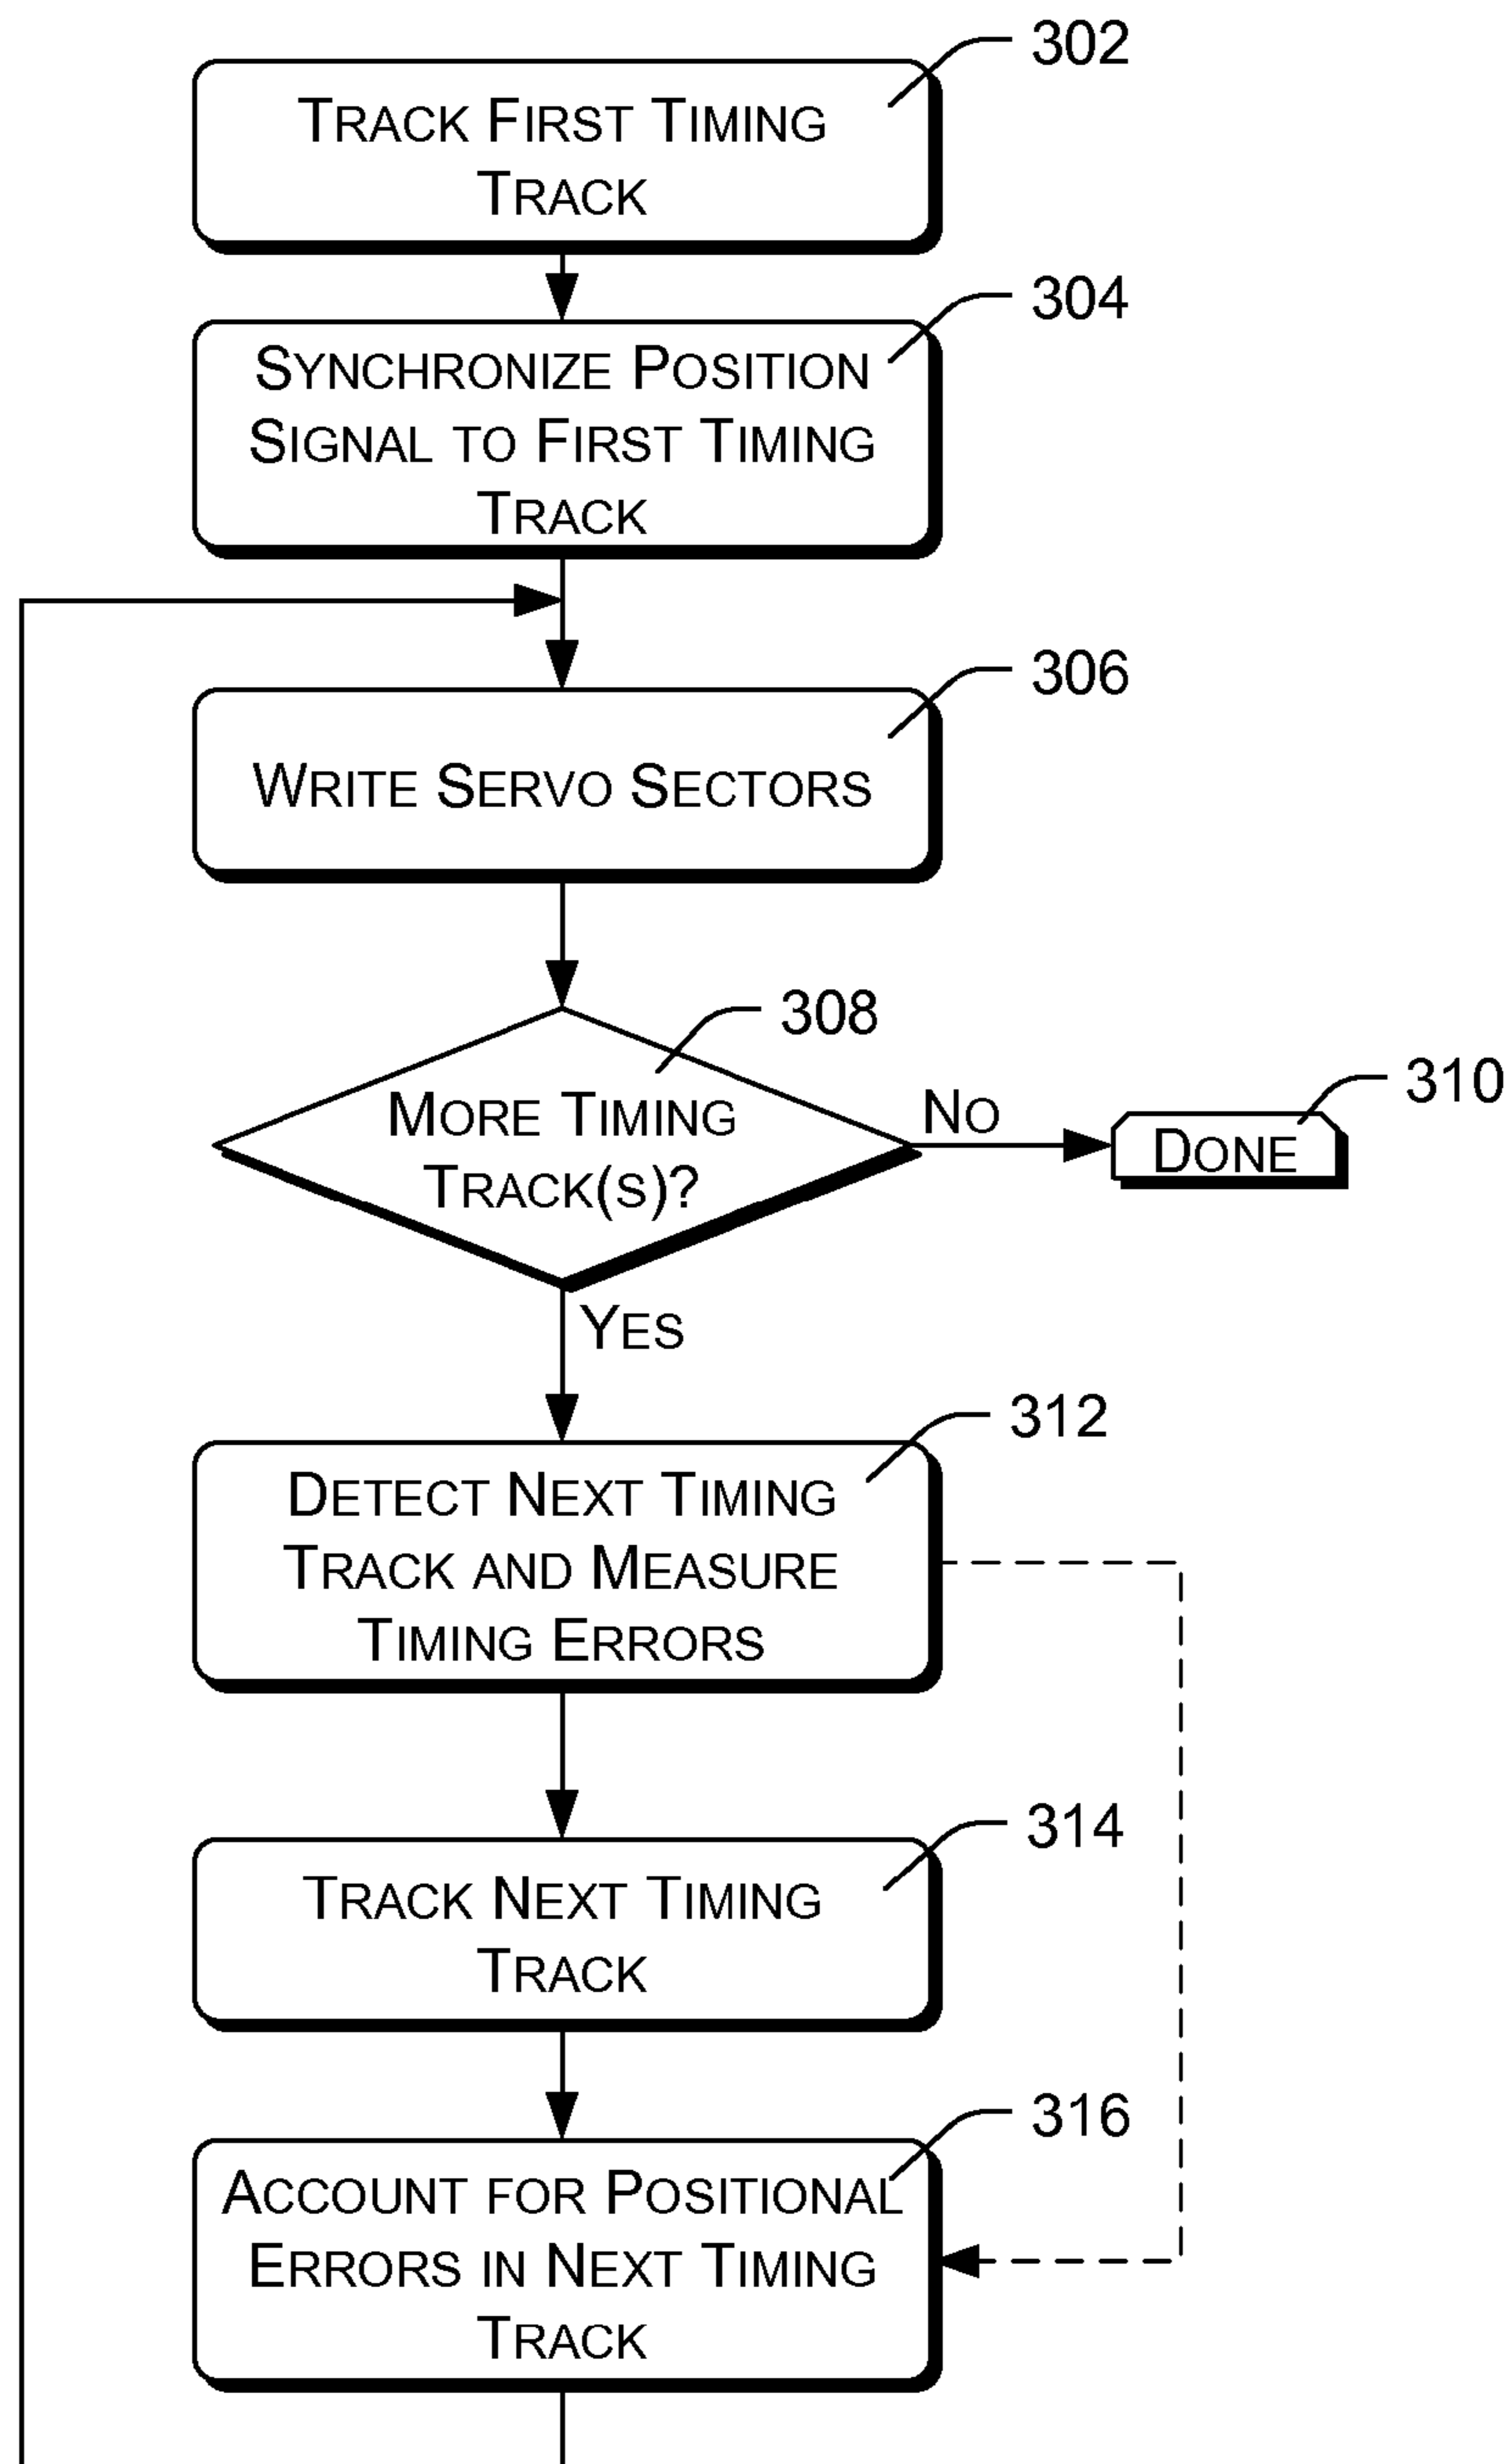 302
TRACK FIRST TIMING
TRACK
304
SYNCHRONIZE POSITION
SIGNAL TO FIRST TIMING
TRACK
306
WRITE SERVO SECTORS
308
MORE TIMING
TRACK(S)?
NO
310
DONE
YES
312
DETECT NEXT TIMING
TRACK AND MEASURE
TIMING ERRORS
314
TRACK NEXT TIMING
TRACK
316
ACCOUNT FOR POSITIONAL
ERRORS IN NEXT TIMING
TRACK